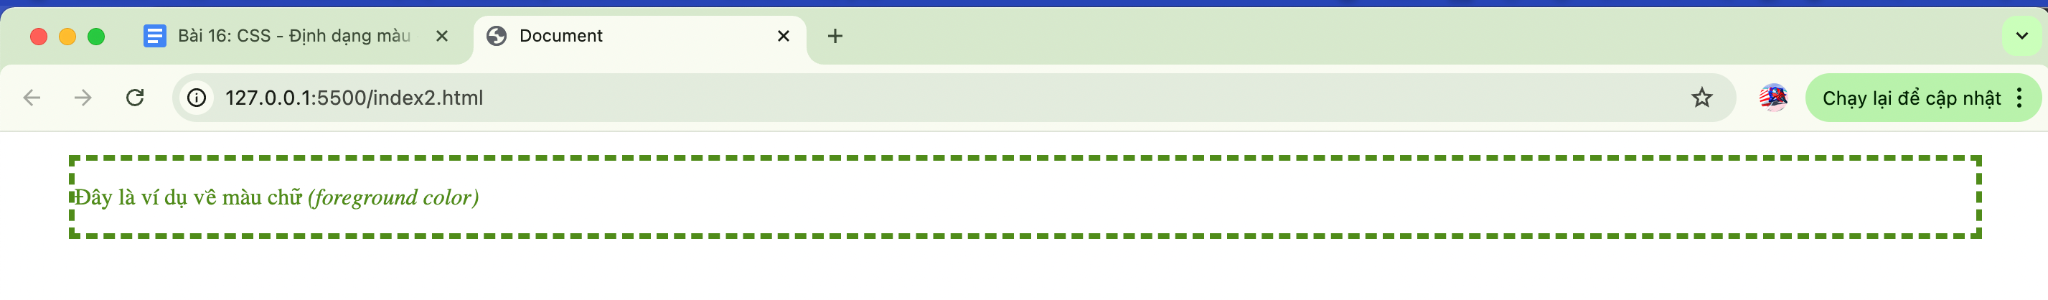 Bài 16: CSS - Định dạng màu
Document
127.0.0.1:5500/index2.html
Chạy lại để cập nhật
Đây là ví dụ về màu chữ (foreground color)